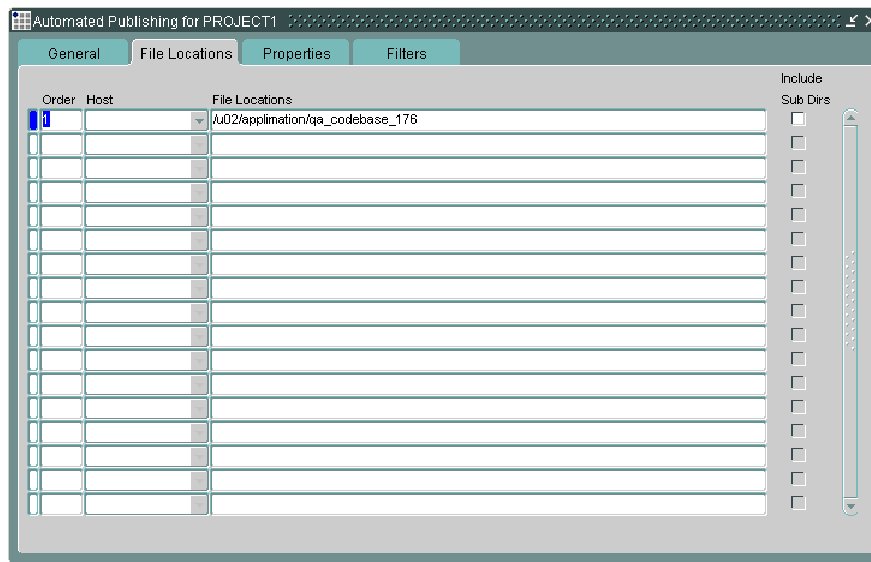 Automated Publishing for PROJECT1
General File Locations Properties Filters
Include
Order Host File Locations Sub Dirs
1 /u02/applimation/qa_codebase_176